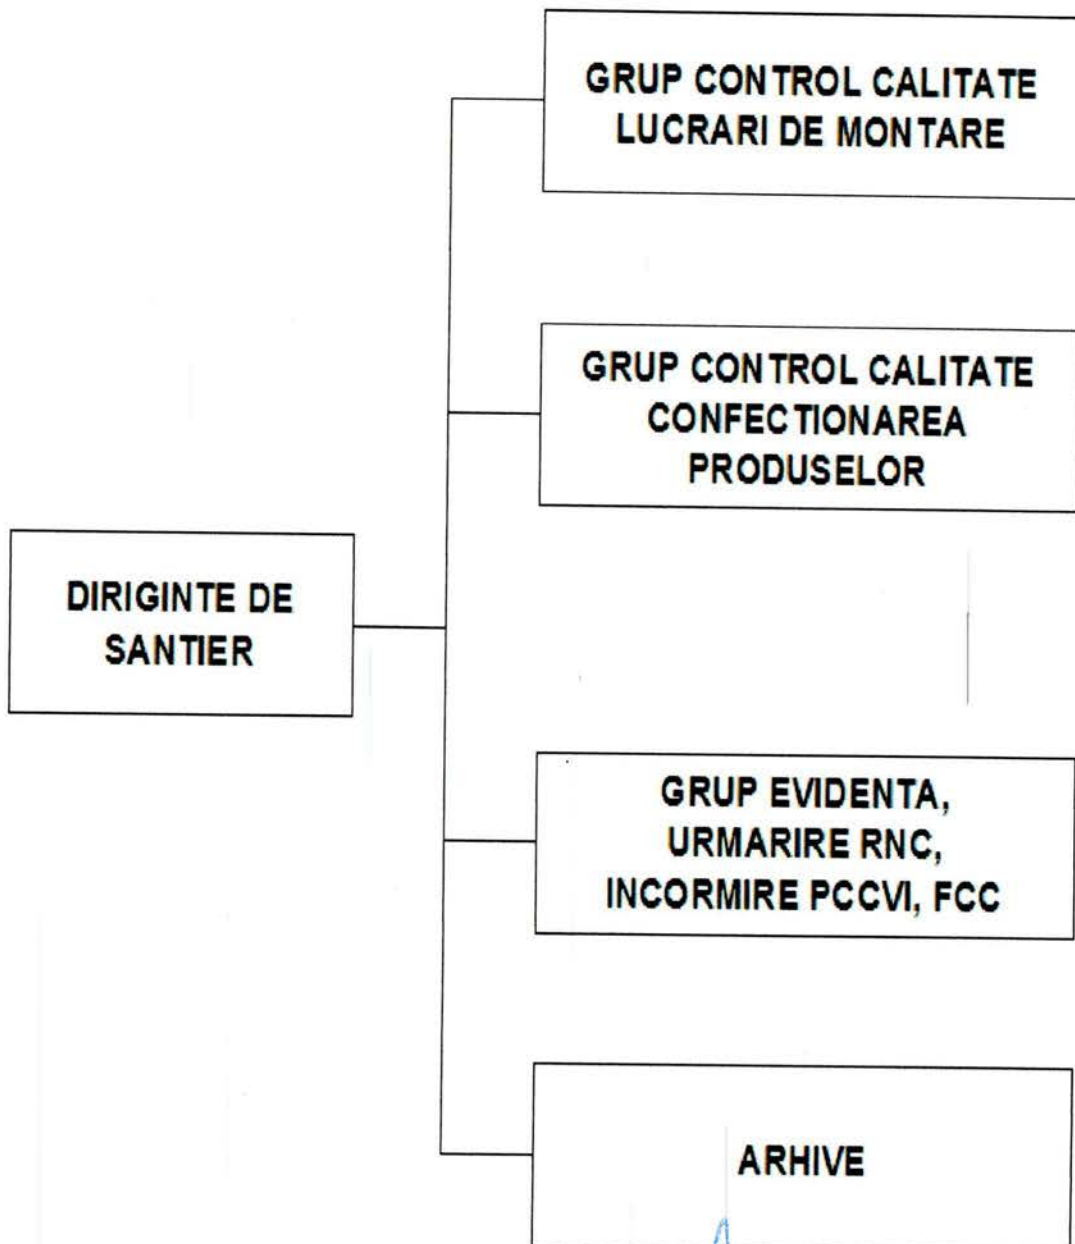 GRUP CONTROL CALITATE
LUCRARI DE MONTARE
GRUP CONTROL CALITATE
CONFECTIONAREA
PRODUSELOR
DIRIGINTE DE
SANTIER
GRUP EVIDENTA,
URMARIRE RNC,
INCORMIRE PCCVI, FCC
ARHIVE